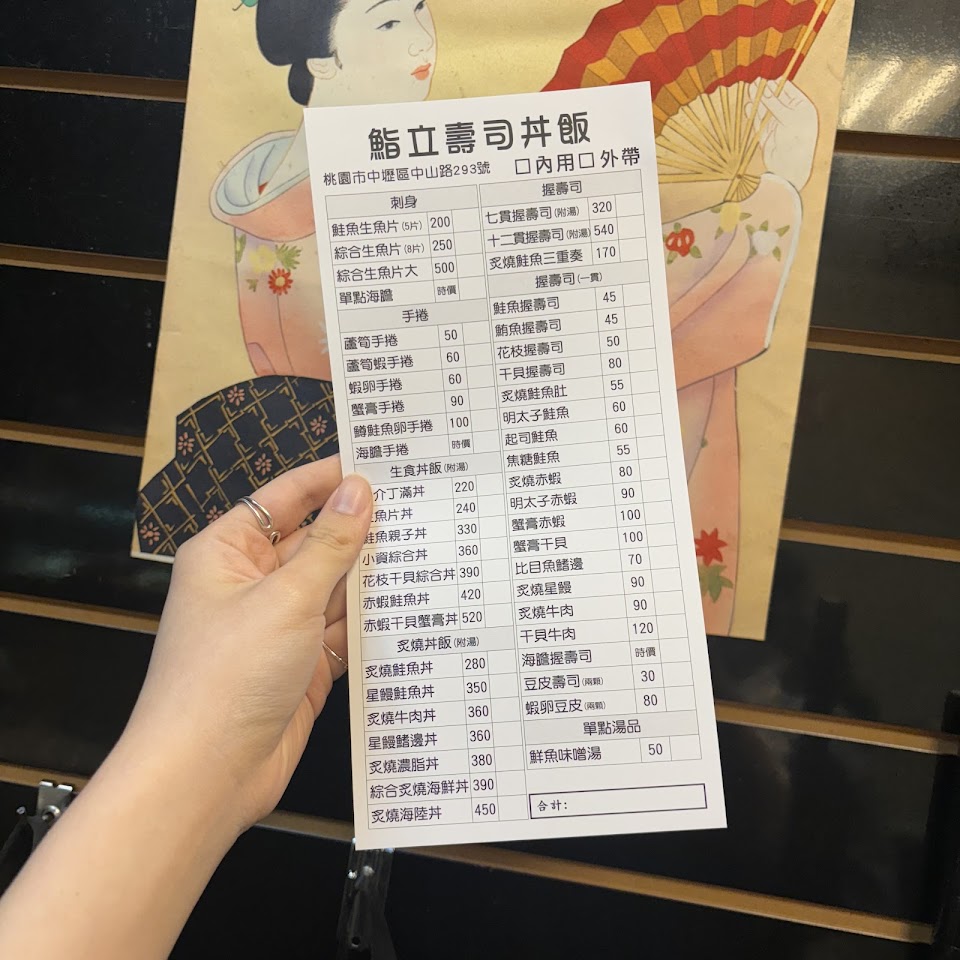 鮨立壽司丼飯
桃園市中壢區中山路293號 □內用□外帶
刺身
鮭魚生魚片(5片) 200
綜合生魚片(8片) 250
綜合生魚片大 500
單點海膽 時價
手捲
蘆筍手捲 50
蘆筍蝦手捲 60
蝦卵手捲 60
蟹膏手捲 90
鱒鮭魚卵手捲 100
海膽手捲 時價
生食丼飯(附湯)
介丁滿丼 220
魚片丼 240
鮭魚親子丼 330
小資綜合丼 360
花枝干貝綜合丼 390
赤蝦鮭魚丼 420
赤蝦干貝蟹膏丼 520
炙燒丼飯(附湯)
炙燒鮭魚丼 280
星鰻鮭魚丼 350
炙燒牛肉丼 360
星鰻鰭邊丼 360
炙燒濃脂丼 380
綜合炙燒海鮮丼 390
炙燒海陸丼 450
握壽司
七貫握壽司(附湯) 320
十二貫握壽司(附湯) 540
炙燒鮭魚三重奏 170
握壽司(一貫)
鮭魚握壽司 45
鮪魚握壽司 45
花枝握壽司 50
干貝握壽司 80
炙燒鮭魚肚 55
明太子鮭魚 60
起司鮭魚 60
焦糖鮭魚 55
炙燒赤蝦 80
明太子赤蝦 90
蟹膏赤蝦 100
蟹膏干貝 100
比目魚鰭邊 70
炙燒星鰻 90
炙燒牛肉 90
干貝牛肉 120
海膽握壽司 時價
豆皮壽司(兩顆) 30
蝦卵豆皮(兩顆) 80
單點湯品
鮮魚味噌湯 50
合計: